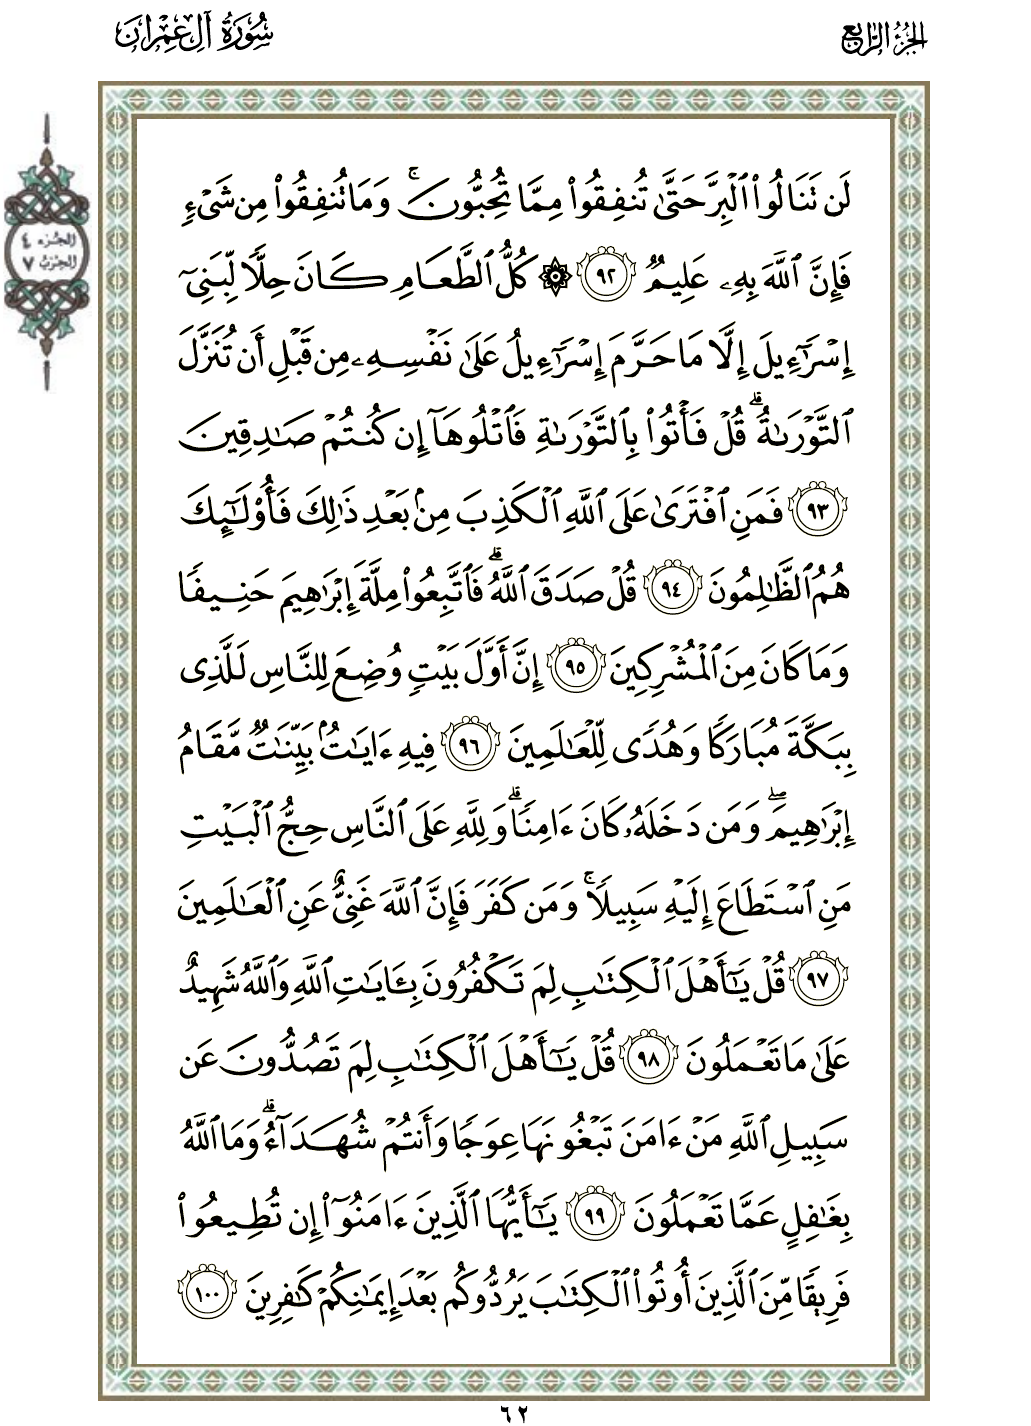 الجزء الرابع
سورة آل عمران
الجزء ٤
الحزب ٧
لَن تَنَالُوا۟ ٱلْبِرَّ حَتَّىٰ تُنفِقُوا۟ مِمَّا تُحِبُّونَ ۚ وَمَا تُنفِقُوا۟ مِن شَىْءٍ
فَإِنَّ ٱللَّهَ بِهِۦ عَلِيمٌ ٩٢ ۞ كُلُّ ٱلطَّعَامِ كَانَ حِلًّا لِّبَنِىٓ
إِسْرَٰٓءِيلَ إِلَّا مَا حَرَّمَ إِسْرَٰٓءِيلُ عَلَىٰ نَفْسِهِۦ مِن قَبْلِ أَن تُنَزَّلَ
ٱلتَّوْرَىٰةُ ۗ قُلْ فَأْتُوا۟ بِٱلتَّوْرَىٰةِ فَٱتْلُوهَآ إِن كُنتُمْ صَـٰدِقِينَ
٩٣ فَمَنِ ٱفْتَرَىٰ عَلَى ٱللَّهِ ٱلْكَذِبَ مِنۢ بَعْدِ ذَٰلِكَ فَأُو۟لَـٰٓئِكَ
هُمُ ٱلظَّـٰلِمُونَ ٩٤ قُلْ صَدَقَ ٱللَّهُ ۗ فَٱتَّبِعُوا۟ مِلَّةَ إِبْرَٰهِيمَ حَنِيفًا
وَمَا كَانَ مِنَ ٱلْمُشْرِكِينَ ٩٥ إِنَّ أَوَّلَ بَيْتٍ وُضِعَ لِلنَّاسِ لَلَّذِى
بِبَكَّةَ مُبَارَكًا وَهُدًى لِّلْعَـٰلَمِينَ ٩٦ فِيهِ ءَايَـٰتٌۢ بَيِّنَـٰتٌ مَّقَامُ
إِبْرَٰهِيمَ ۖ وَمَن دَخَلَهُۥ كَانَ ءَامِنًا ۗ وَلِلَّهِ عَلَى ٱلنَّاسِ حِجُّ ٱلْبَيْتِ
مَنِ ٱسْتَطَاعَ إِلَيْهِ سَبِيلًا ۚ وَمَن كَفَرَ فَإِنَّ ٱللَّهَ غَنِىٌّ عَنِ ٱلْعَـٰلَمِينَ
٩٧ قُلْ يَـٰٓأَهْلَ ٱلْكِتَـٰبِ لِمَ تَكْفُرُونَ بِـَٔايَـٰتِ ٱللَّهِ وَٱللَّهُ شَهِيدٌ
عَلَىٰ مَا تَعْمَلُونَ ٩٨ قُلْ يَـٰٓأَهْلَ ٱلْكِتَـٰبِ لِمَ تَصُدُّونَ عَن
سَبِيلِ ٱللَّهِ مَنْ ءَامَنَ تَبْغُونَهَا عِوَجًا وَأَنتُمْ شُهَدَآءُ ۗ وَمَا ٱللَّهُ
بِغَـٰفِلٍ عَمَّا تَعْمَلُونَ ٩٩ يَـٰٓأَيُّهَا ٱلَّذِينَ ءَامَنُوٓا۟ إِن تُطِيعُوا۟
فَرِيقًا مِّنَ ٱلَّذِينَ أُوتُوا۟ ٱلْكِتَـٰبَ يَرُدُّوكُم بَعْدَ إِيمَـٰنِكُمْ كَـٰفِرِينَ ١٠٠
٦٢